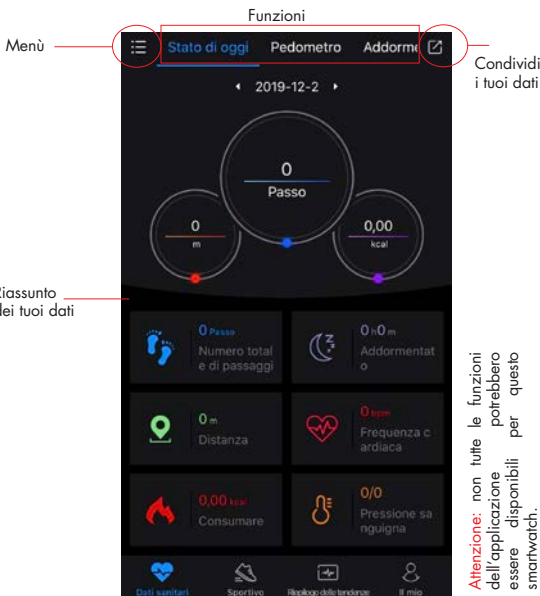 Funzioni
Menù
Stato di oggi Pedometro Addorme
Condividi
i tuoi dati
2019-12-2
0
Passo
0
m
0,00
kcal
Riassunto
dei tuoi dati
0 Passo
Numero total
e di passaggi
0 h 0 m
Addormentat
o
0 m
Distanza
0 bpm
Frequenza c
ardiaca
0,00 kcal
Consumare
0/0
Pressione sa
nguigna
Dati sanitari Sportivo Riepilogo delle tendenze Il mio
Attenzione: non tutte le funzioni
dell'applicazione potrebbero
essere disponibili per questo
smartwatch.